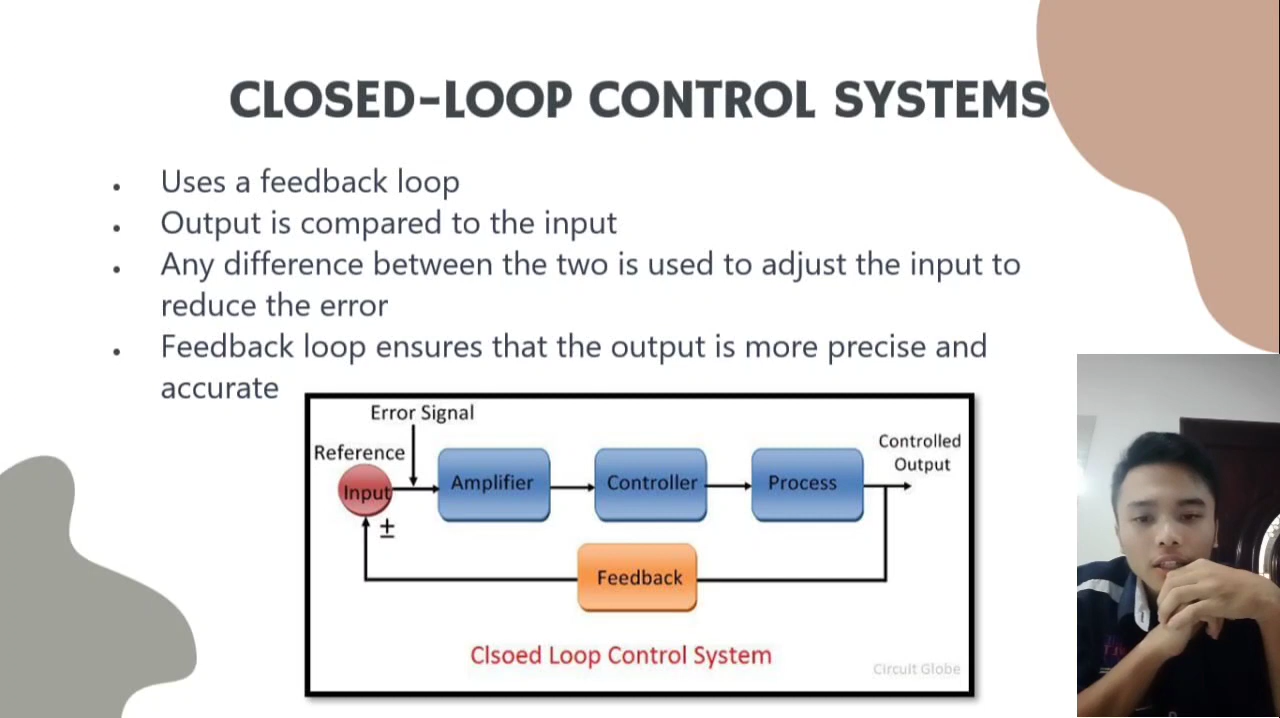 CLOSED-LOOP CONTROL SYSTEMS
• Uses a feedback loop
• Output is compared to the input
• Any difference between the two is used to adjust the input to
reduce the error
• Feedback loop ensures that the output is more precise and
accurate
Error Signal
Reference
Input
±
Amplifier
Controller
Process
Controlled
Output
Feedback
Clsoed Loop Control System
Circuit Globe